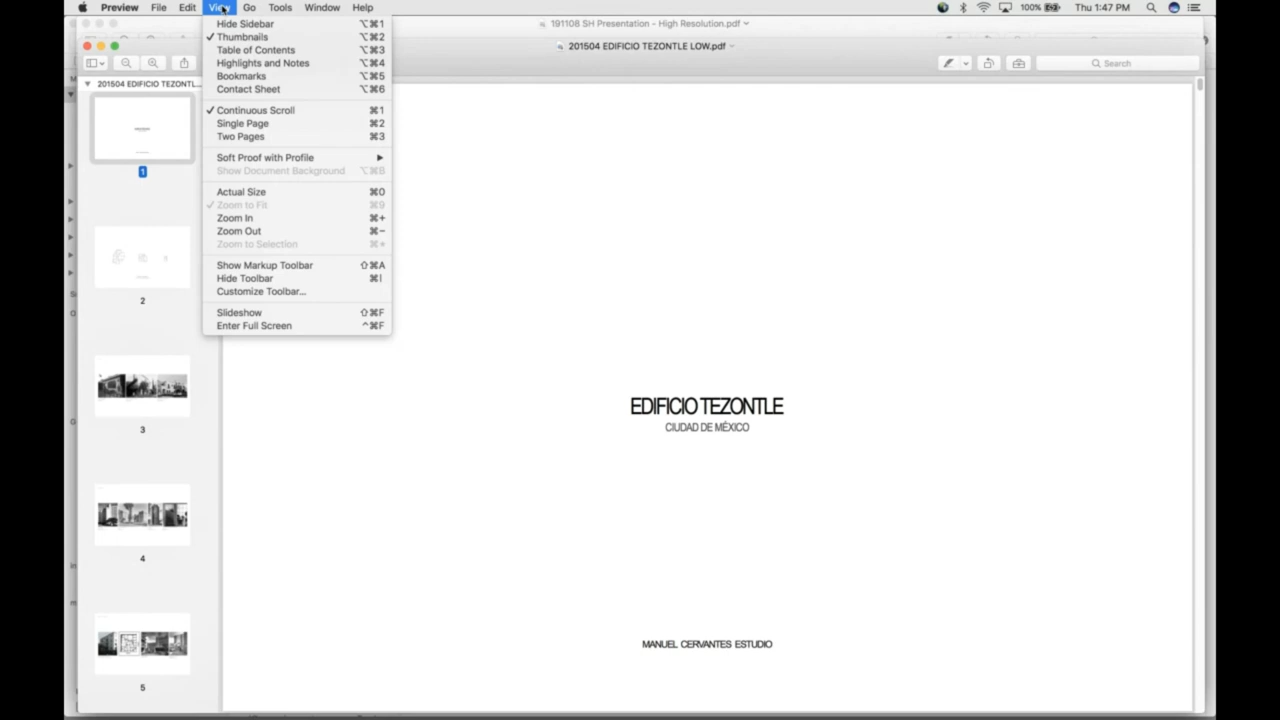 Preview File Edit View Go Tools Window Help 100% Thu 1:47 PM
191108 SH Presentation - High Resolution.pdf
201504 EDIFICIO TEZONTLE LOW.pdf
Search
201504 EDIFICIO TEZONTL...
1
2
3
4
5
Hide Sidebar ⌥⌘1
✓ Thumbnails ⌥⌘2
Table of Contents ⌥⌘3
Highlights and Notes ⌥⌘4
Bookmarks ⌥⌘5
Contact Sheet ⌥⌘6
✓ Continuous Scroll ⌘1
Single Page ⌘2
Two Pages ⌘3
Soft Proof with Profile ▶
Show Document Background ⌥⌘B
Actual Size ⌘0
✓ Zoom to Fit ⌘9
Zoom In ⌘+
Zoom Out ⌘−
Zoom to Selection ⌘*
Show Markup Toolbar ⇧⌘A
Hide Toolbar ⌘I
Customize Toolbar...
Slideshow ⇧⌘F
Enter Full Screen ^⌘F
EDIFICIO TEZONTLE
CIUDAD DE MÉXICO
MANUEL CERVANTES ESTUDIO